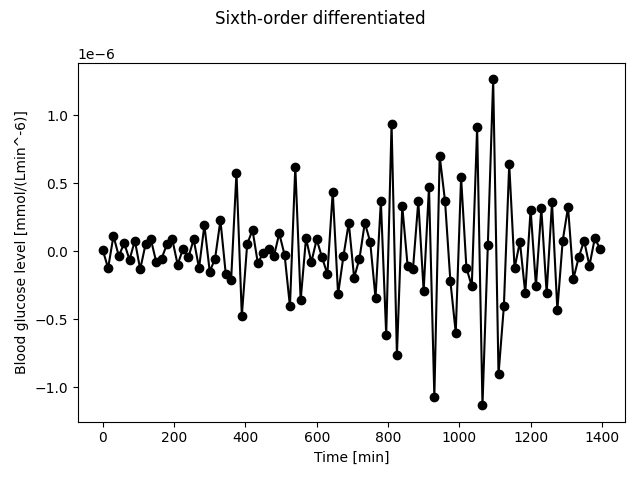 Sixth-order differentiated
1e−6
Blood glucose level [mmol/(Lmin^-6)]
1.0
0.5
0.0
−0.5
−1.0
0 200 400 600 800 1000 1200 1400
Time [min]